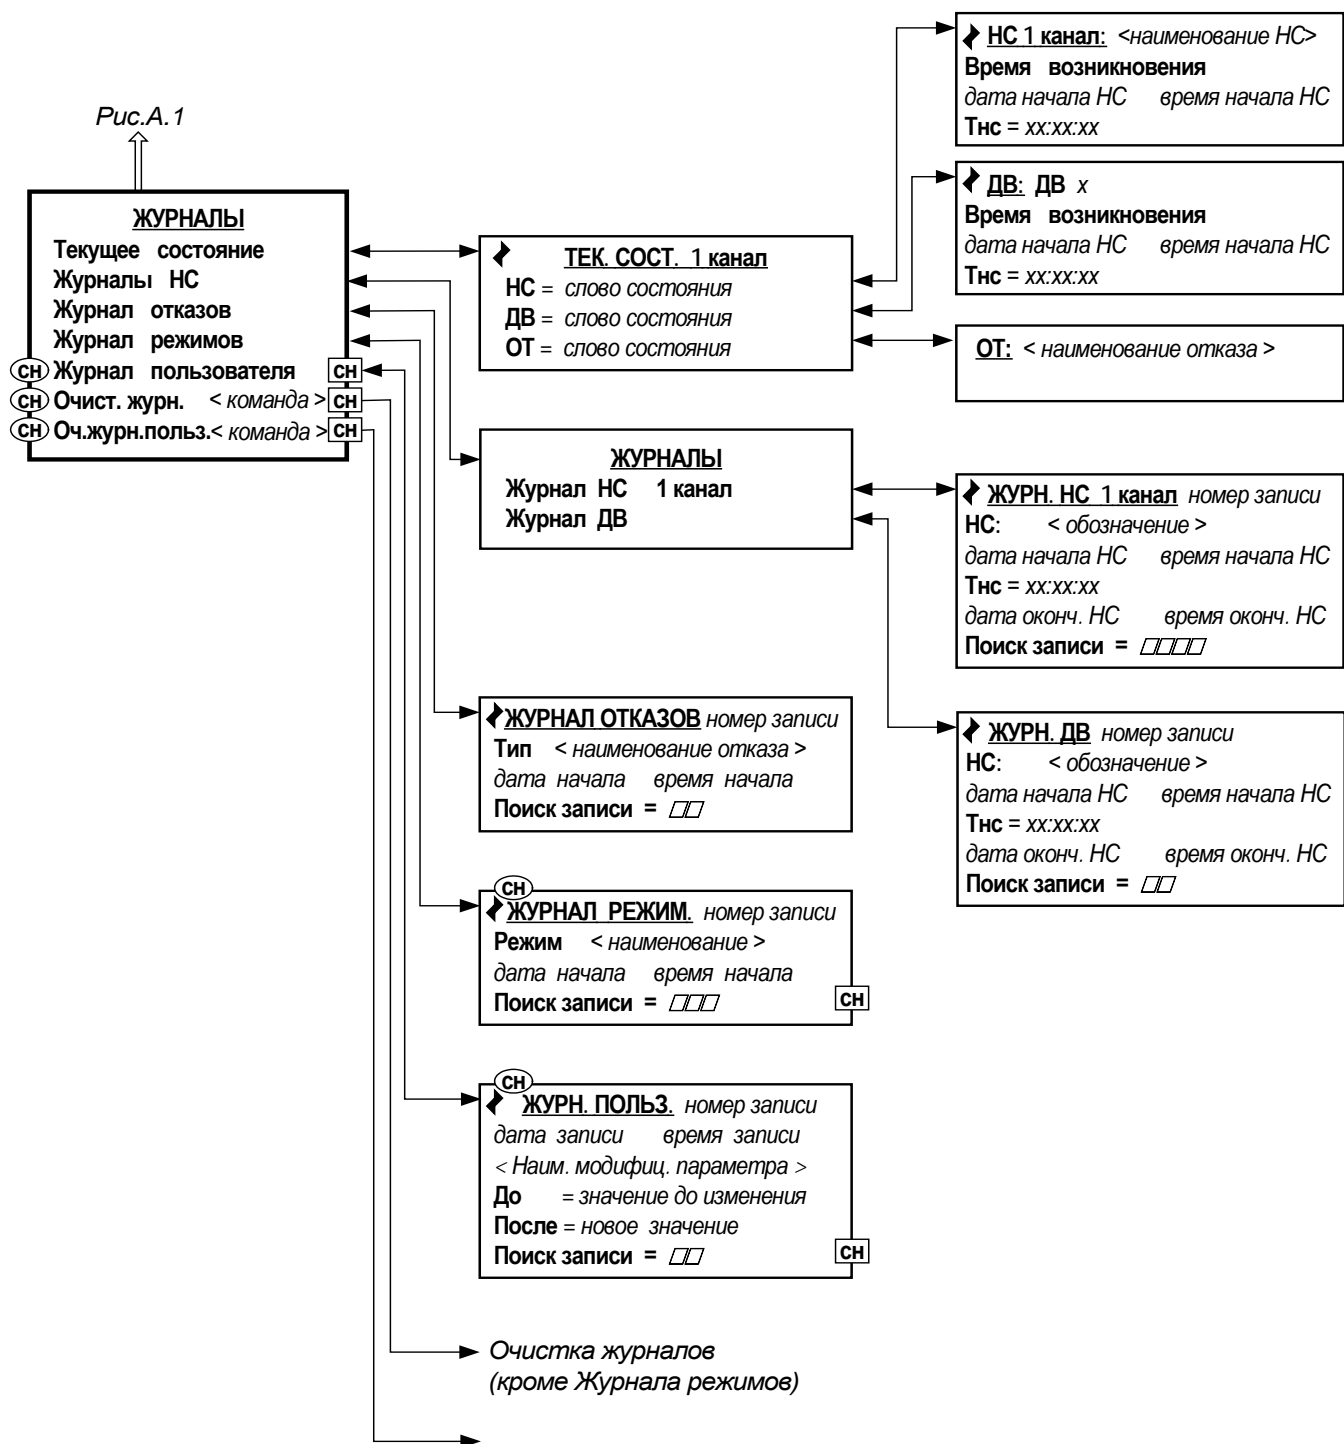 Рис.А.1
ЖУРНАЛЫ
Текущее состояние
Журналы НС
Журнал отказов
Журнал режимов
СН Журнал пользователя СН
СН Очист. журн. < команда > СН
СН Оч.журн.польз.< команда > СН
ТЕК. СОСТ. 1 канал
НС = слово состояния
ДВ = слово состояния
ОТ = слово состояния
НС 1 канал: <наименование НС>
Время возникновения
дата начала НС время начала НС
Тнс = хх:хх:хх
ДВ: ДВ х
Время возникновения
дата начала НС время начала НС
Тнс = хх:хх:хх
ОТ: < наименование отказа >
ЖУРНАЛЫ
Журнал НС 1 канал
Журнал ДВ
ЖУРН. НС 1 канал номер записи
НС: < обозначение >
дата начала НС время начала НС
Тнс = хх:хх:хх
дата оконч. НС время оконч. НС
Поиск записи =
ЖУРН. ДВ номер записи
НС: < обозначение >
дата начала НС время начала НС
Тнс = хх:хх:хх
дата оконч. НС время оконч. НС
Поиск записи =
ЖУРНАЛ ОТКАЗОВ номер записи
Тип < наименование отказа >
дата начала время начала
Поиск записи =
СН
ЖУРНАЛ РЕЖИМ. номер записи
Режим < наименование >
дата начала время начала
Поиск записи = СН
СН
ЖУРН. ПОЛЬЗ. номер записи
дата записи время записи
< Наим. модифиц. параметра >
До = значение до изменения
После = новое значение
Поиск записи = СН
Очистка журналов
(кроме Журнала режимов)